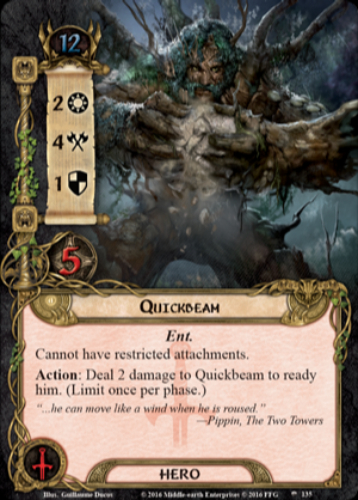 12
2
4
1
5
Quickbeam
Ent.
Cannot have restricted attachments.
Action: Deal 2 damage to Quickbeam to ready
him. (Limit once per phase.)
"...he can move like a wind when he is roused."
—Pippin, The Two Towers
HERO
Illus. Guillaume Ducos © 2016 Middle-earth Enterprises © 2016 FFG 135